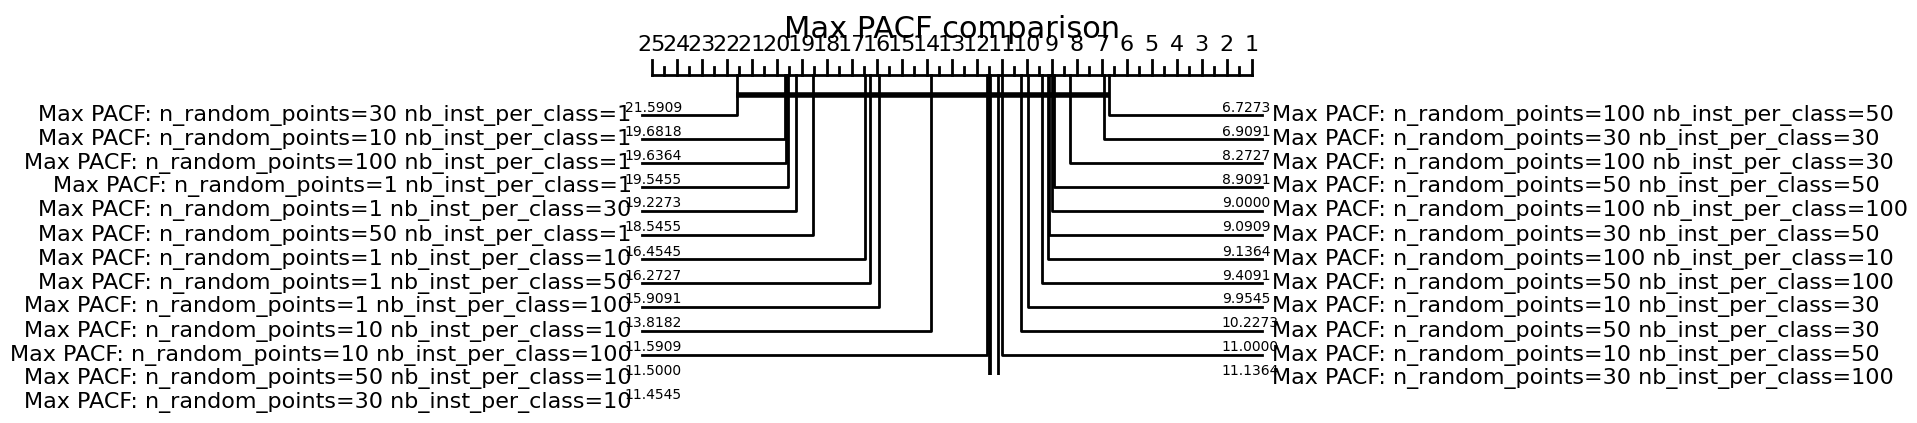 Max PACF comparison
25 24 23 22 21 20 19 18 17 16 15 14 13 12 11 10 9 8 7 6 5 4 3 2 1
Max PACF: n_random_points=30 nb_inst_per_class=1 21.5909
Max PACF: n_random_points=10 nb_inst_per_class=1 19.6818
Max PACF: n_random_points=100 nb_inst_per_class=1 19.6364
Max PACF: n_random_points=1 nb_inst_per_class=1 19.5455
Max PACF: n_random_points=1 nb_inst_per_class=30 19.2273
Max PACF: n_random_points=50 nb_inst_per_class=1 18.5455
Max PACF: n_random_points=1 nb_inst_per_class=10 16.4545
Max PACF: n_random_points=1 nb_inst_per_class=50 16.2727
Max PACF: n_random_points=1 nb_inst_per_class=100 15.9091
Max PACF: n_random_points=10 nb_inst_per_class=10 13.8182
Max PACF: n_random_points=10 nb_inst_per_class=100 11.5909
Max PACF: n_random_points=50 nb_inst_per_class=10 11.5000
Max PACF: n_random_points=30 nb_inst_per_class=10 11.4545
6.7273 Max PACF: n_random_points=100 nb_inst_per_class=50
6.9091 Max PACF: n_random_points=30 nb_inst_per_class=30
8.2727 Max PACF: n_random_points=100 nb_inst_per_class=30
8.9091 Max PACF: n_random_points=50 nb_inst_per_class=50
9.0000 Max PACF: n_random_points=100 nb_inst_per_class=100
9.0909 Max PACF: n_random_points=30 nb_inst_per_class=50
9.1364 Max PACF: n_random_points=100 nb_inst_per_class=10
9.4091 Max PACF: n_random_points=50 nb_inst_per_class=100
9.9545 Max PACF: n_random_points=10 nb_inst_per_class=30
10.2273 Max PACF: n_random_points=50 nb_inst_per_class=30
11.0000 Max PACF: n_random_points=10 nb_inst_per_class=50
11.1364 Max PACF: n_random_points=30 nb_inst_per_class=100